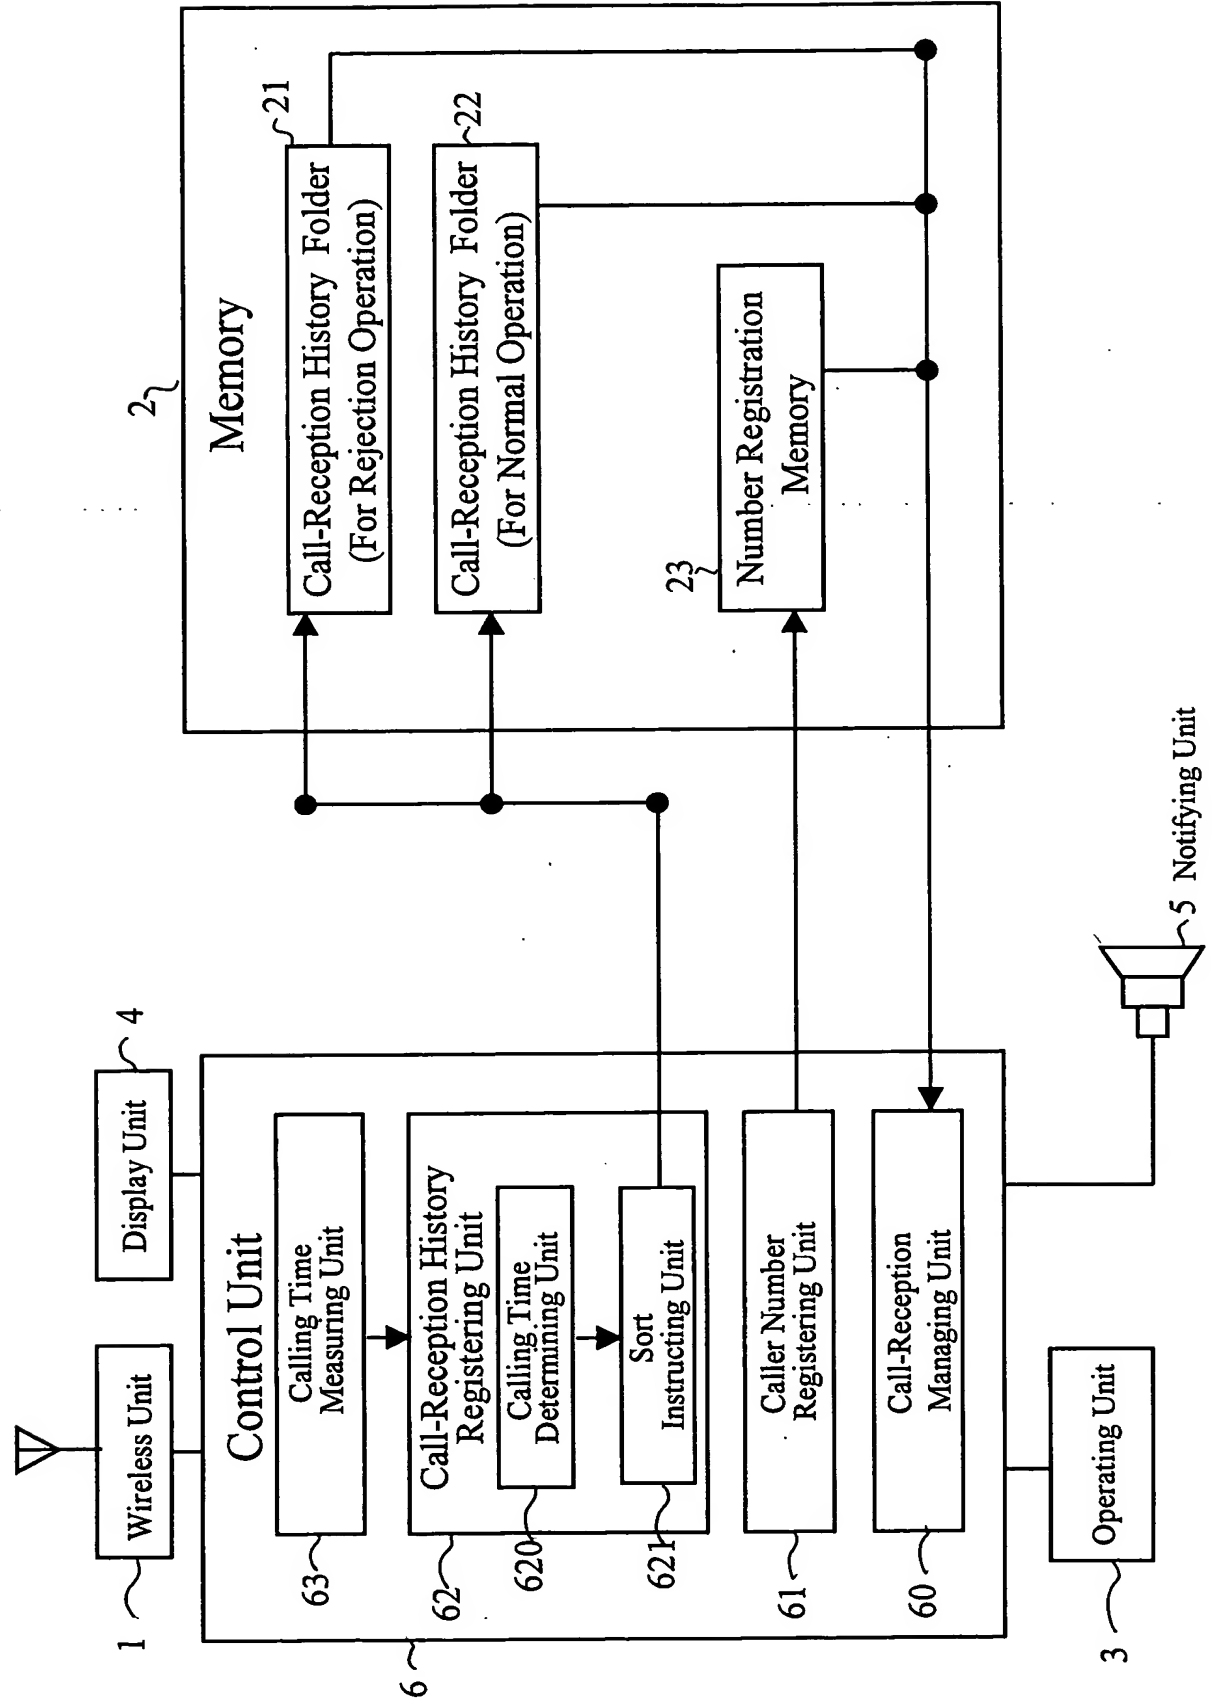 1
Wireless Unit
Display Unit
4
6
Control Unit
63
Calling Time
Measuring Unit
62
Call-Reception History
Registering Unit
620
Calling Time
Determining Unit
621
Sort
Instructing Unit
61
Caller Number
Registering Unit
60
Call-Reception
Managing Unit
3
Operating Unit
5 Notifying Unit
2
Memory
21
Call-Reception History Folder
(For Rejection Operation)
22
Call-Reception History Folder
(For Normal Operation)
23
Number Registration
Memory